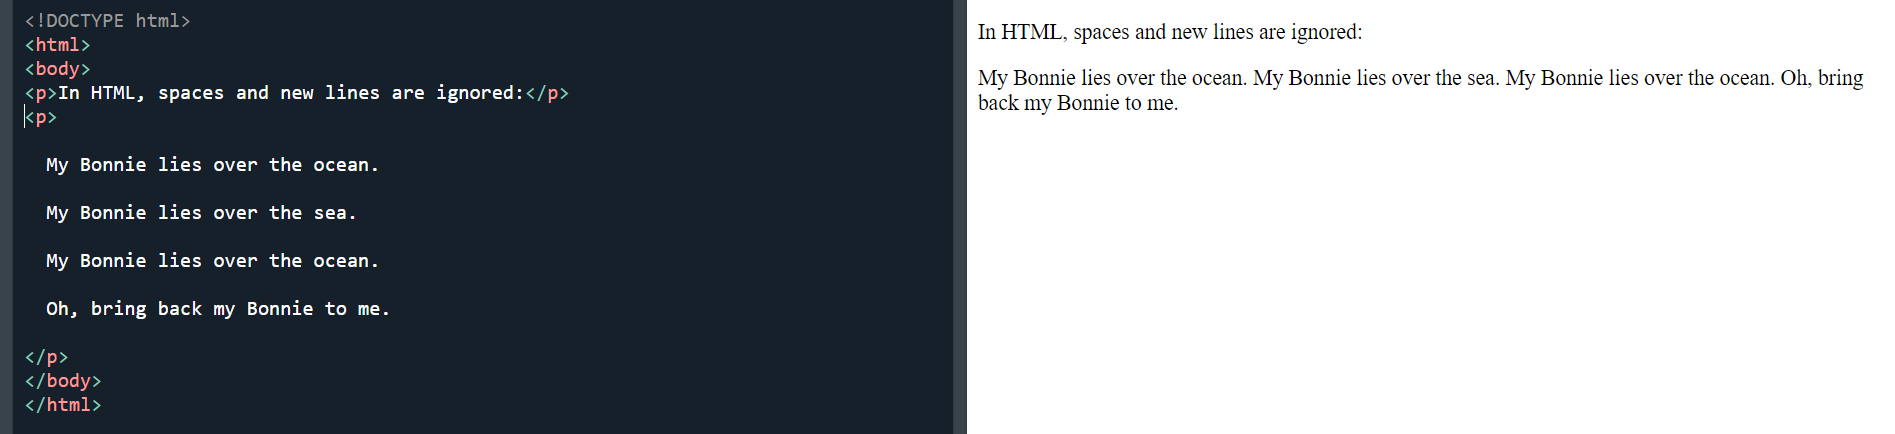 <!DOCTYPE html>
<html>
<body>
<p>In HTML, spaces and new lines are ignored:</p>
<p>
My Bonnie lies over the ocean.
My Bonnie lies over the sea.
My Bonnie lies over the ocean.
Oh, bring back my Bonnie to me.
</p>
</body>
</html>
In HTML, spaces and new lines are ignored:
My Bonnie lies over the ocean. My Bonnie lies over the sea. My Bonnie lies over the ocean. Oh, bring
back my Bonnie to me.